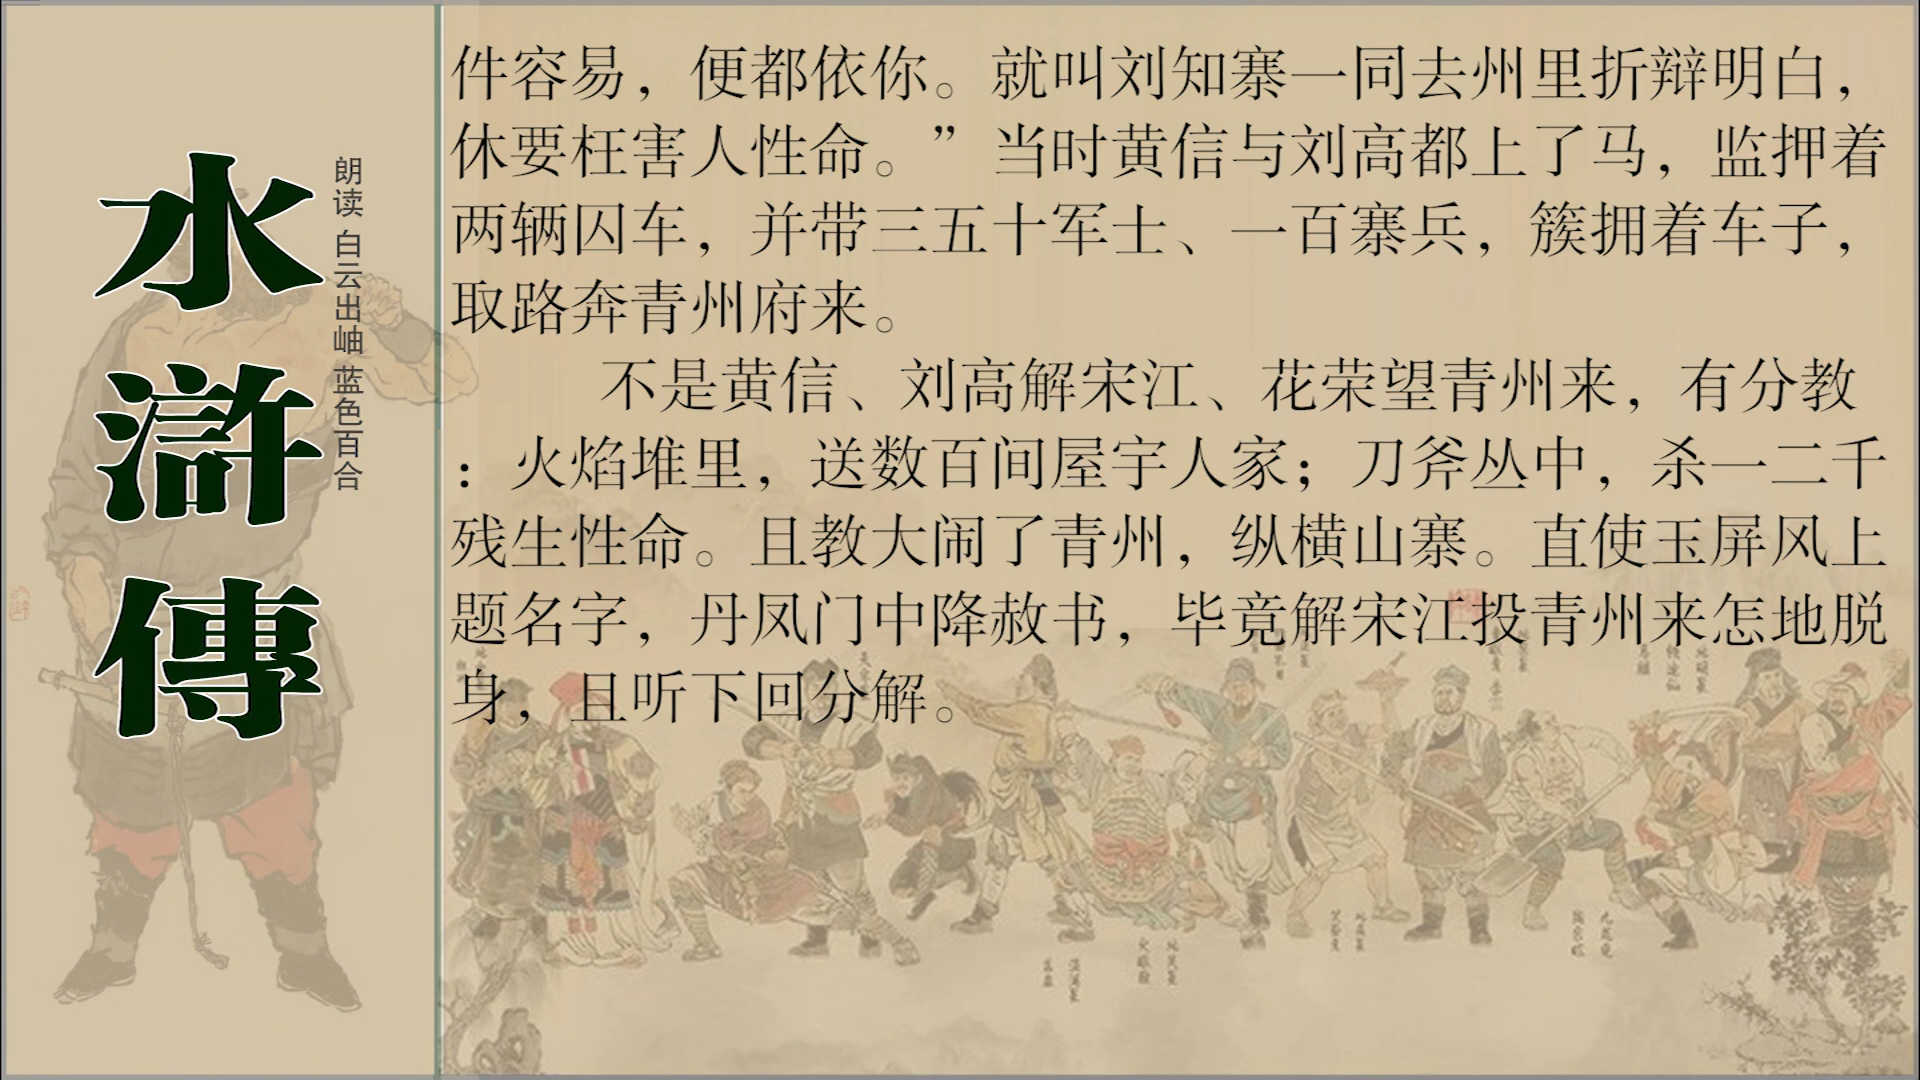 水滸傳
朗读 白云出岫 蓝色百合
件容易，便都依你。就叫刘知寨一同去州里折辩明白，
休要枉害人性命。”当时黄信与刘高都上了马，监押着
两辆囚车，并带三五十军士、一百寨兵，簇拥着车子，
取路奔青州府来。
不是黄信、刘高解宋江、花荣望青州来，有分教
：火焰堆里，送数百间屋宇人家；刀斧丛中，杀一二千
残生性命。且教大闹了青州，纵横山寨。直使玉屏风上
题名字，丹凤门中降赦书，毕竟解宋江投青州来怎地脱
身，且听下回分解。